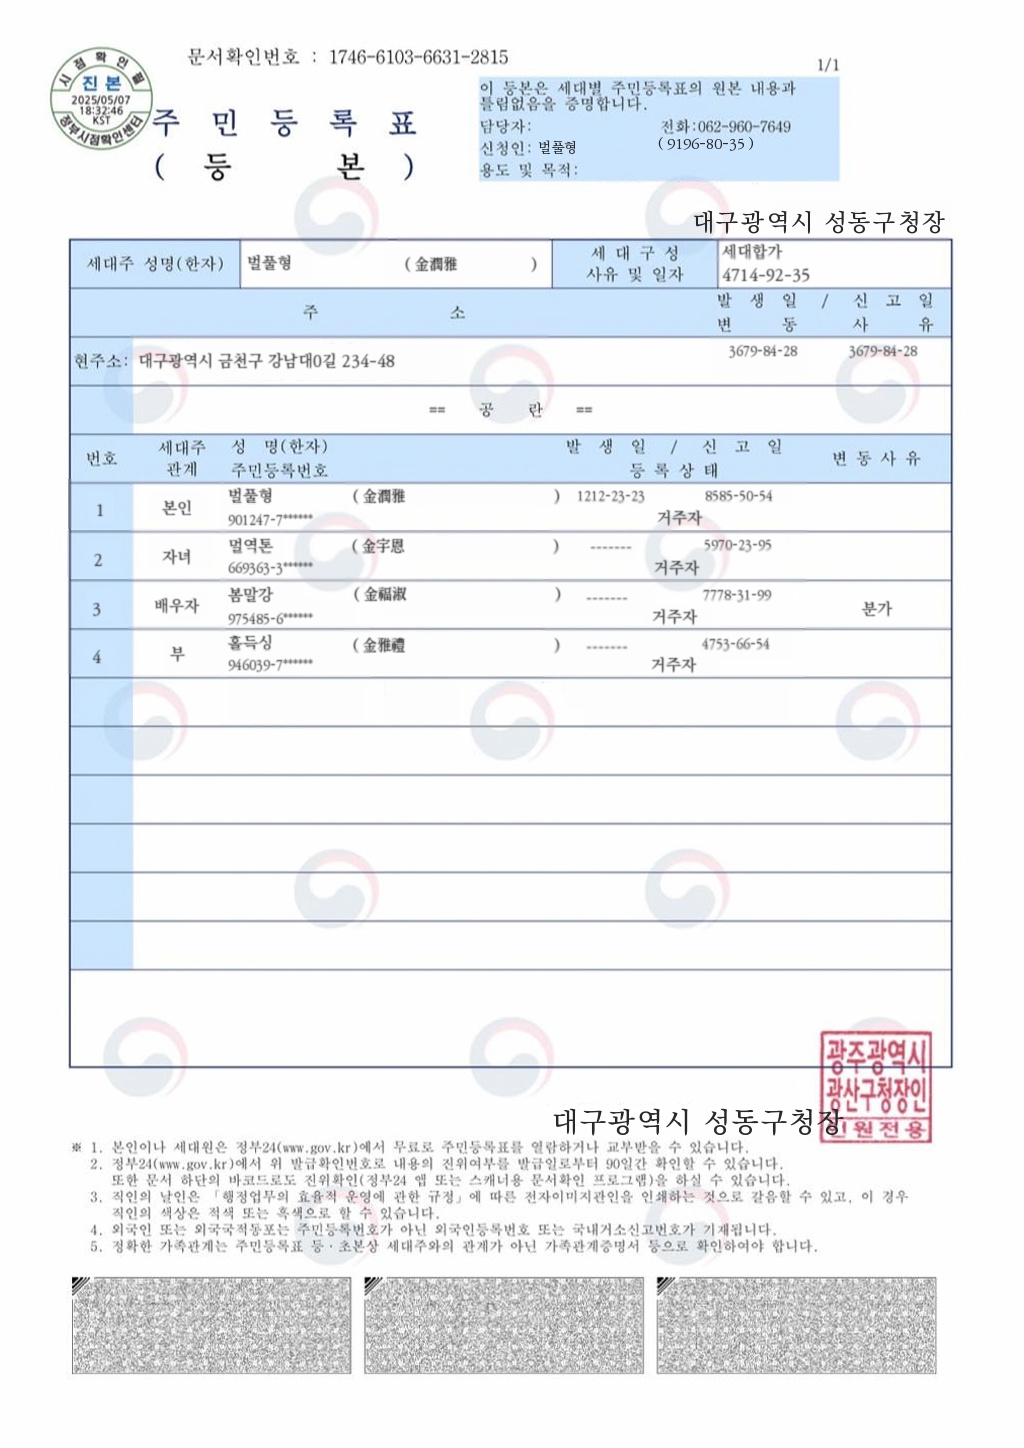 문서확인번호 : 1746-6103-6631-2815
1/1
시점확인필
진본
2025/05/07
18:32:46
KST
정부시점확인센터
주 민 등 록 표
( 등 본 )
이 등본은 세대별 주민등록표의 원본 내용과
틀림없음을 증명합니다.
담당자: 전화:062-960-7649
신청인: 벌풀형 ( 9196-80-35 )
용도 및 목적:
대구광역시 성동구청장
세대주 성명(한자) 벌풀형 ( 金潤雅 ) 세 대 구 성 사유 및 일자 세대합가 4714-92-35
주 소 발 생 일 / 신 고 일
변 동 사 유
현주소: 대구광역시 금천구 강남대0길 234-48 3679-84-28 3679-84-28
== 공 란 ==
번호 세대주 관계 성 명(한자) 주민등록번호 발 생 일 / 신 고 일 등 록 상 태 변 동 사 유
1 본인 벌풀형 ( 金潤雅 ) 1212-23-23 8585-50-54
901247-7****** 거주자
2 자녀 멀역톤 ( 金宇恩 ) ------- 5970-23-95
669363-3****** 거주자
3 배우자 봄말강 ( 金福淑 ) ------- 7778-31-99 분가
975485-6****** 거주자
4 부 홀득싱 ( 金雅禮 ) ------- 4753-66-54
946039-7****** 거주자
광주광역시
광산구청장인
민원전용
대구광역시 성동구청장
※ 1. 본인이나 세대원은 정부24(www.gov.kr)에서 무료로 주민등록표를 열람하거나 교부받을 수 있습니다.
2. 정부24(www.gov.kr)에서 위 발급확인번호로 내용의 진위여부를 발급일로부터 90일간 확인할 수 있습니다.
또한 문서 하단의 바코드로도 진위확인(정부24 앱 또는 스캐너용 문서확인 프로그램)을 하실 수 있습니다.
3. 직인의 날인은 「행정업무의 효율적 운영에 관한 규정」에 따른 전자이미지관인을 인쇄하는 것으로 갈음할 수 있고, 이 경우
직인의 색상은 적색 또는 흑색으로 할 수 있습니다.
4. 외국인 또는 외국국적동포는 주민등록번호가 아닌 외국인등록번호 또는 국내거소신고번호가 기재됩니다.
5. 정확한 가족관계는 주민등록표 등·초본상 세대주와의 관계가 아닌 가족관계증명서 등으로 확인하여야 합니다.